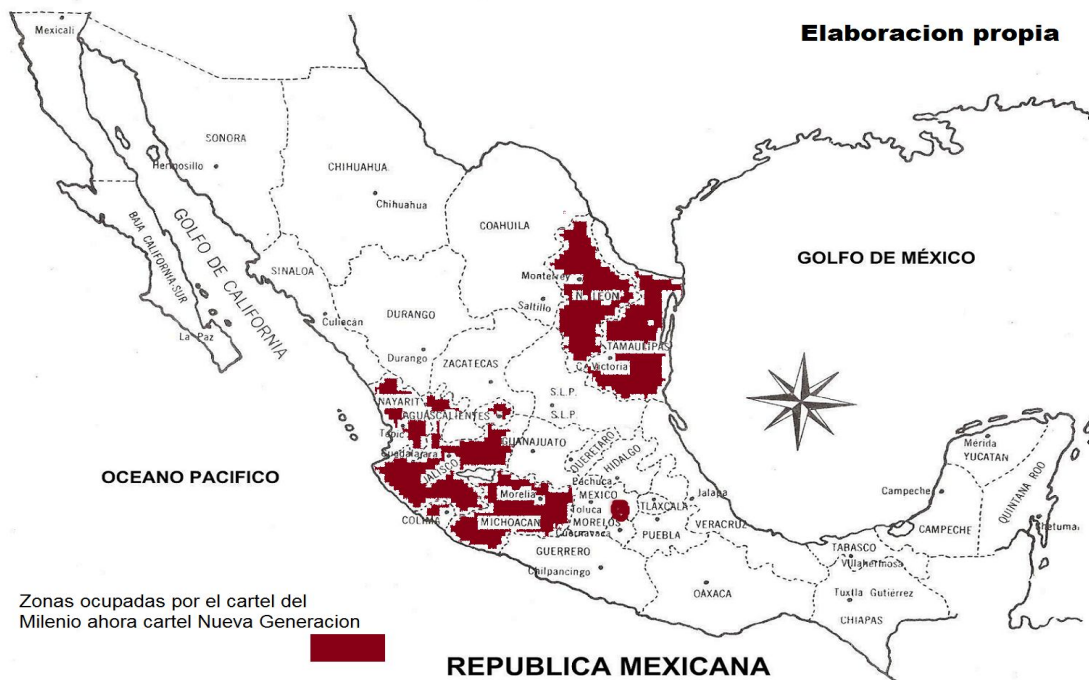 Elaboracion propia
Mexicali
SONORA
Hermosillo
CHIHUAHUA
Chihuahua
COAHUILA
BAJA CALIFORNIA SUR
GOLFO DE CALIFORNIA
GOLFO DE MÉXICO
SINALOA
Monterrey
N. LEON
Saltillo
DURANGO
Culiacán
La Paz
TAMAULIPAS
Durango
ZACATECAS
C. Victoria
S.L.P.
NAYARIT
AGUASCALIENTES
S.L.P.
Tepic
GUANAJUATO
QUERETARO
HIDALGO
Mérida
YUCATAN
Guadalajara
OCEANO PACIFICO
JALISCO
Pachuca
QUINTANA ROO
Morelia
MEXICO
Campeche
Jalapa
Toluca
TLAXCALA
COLIMA
MICHOACAN
MORELOS
VERACRUZ
Chetumal
Cuernavaca
PUEBLA
CAMPECHE
GUERRERO
TABASCO
Villahermosa
Chilpancingo
OAXACA
Tuxtla Gutiérrez
CHIAPAS
Zonas ocupadas por el cartel del
Milenio ahora cartel Nueva Generacion
REPUBLICA MEXICANA